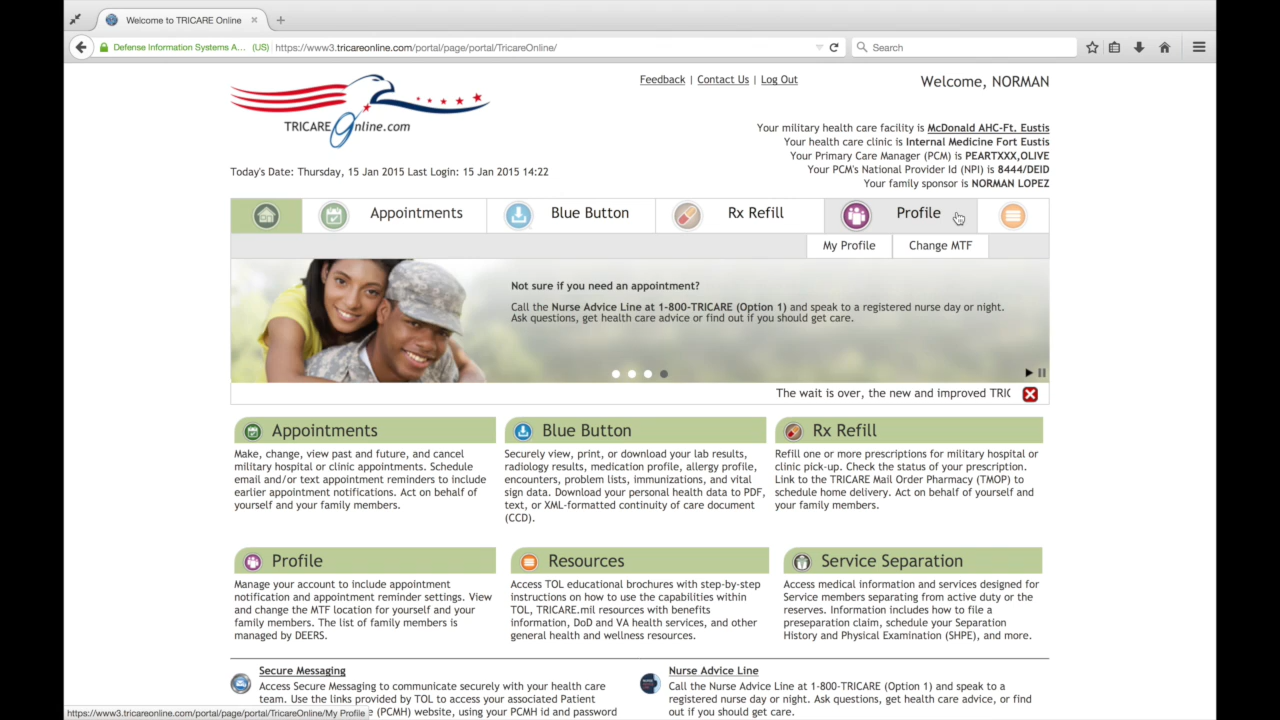 Welcome to TRICARE Online
Defense Information Systems A... (US) https://www3.tricareonline.com/portal/page/portal/TricareOnline/
Search
Feedback | Contact Us | Log Out
Welcome, NORMAN
TRICAREOnline.com
Your military health care facility is McDonald AHC-Ft. Eustis
Your health care clinic is Internal Medicine Fort Eustis
Your Primary Care Manager (PCM) is PEARTXXX,OLIVE
Your PCM's National Provider Id (NPI) is 8444/DEID
Your family sponsor is NORMAN LOPEZ
Today's Date: Thursday, 15 Jan 2015 Last Login: 15 Jan 2015 14:22
Appointments Blue Button Rx Refill Profile
My Profile Change MTF
Not sure if you need an appointment?
Call the Nurse Advice Line at 1-800-TRICARE (Option 1) and speak to a registered nurse day or night.
Ask questions, get health care advice or find out if you should get care.
The wait is over, the new and improved TRIC
Appointments
Make, change, view past and future, and cancel
military hospital or clinic appointments. Schedule
email and/or text appointment reminders to include
earlier appointment notifications. Act on behalf of
yourself and your family members.
Blue Button
Securely view, print, or download your lab results,
radiology results, medication profile, allergy profile,
encounters, problem lists, immunizations, and vital
sign data. Download your personal health data to PDF,
text, or XML-formatted continuity of care document
(CCD).
Rx Refill
Refill one or more prescriptions for military hospital or
clinic pick-up. Check the status of your prescription.
Link to the TRICARE Mail Order Pharmacy (TMOP) to
schedule home delivery. Act on behalf of yourself and
your family members.
Profile
Manage your account to include appointment
notification and appointment reminder settings. View
and change the MTF location for yourself and your
family members. The list of family members is
managed by DEERS.
Resources
Access TOL educational brochures with step-by-step
instructions on how to use the capabilities within
TOL, TRICARE.mil resources with benefits
information, DoD and VA health services, and other
general health and wellness resources.
Service Separation
Access medical information and services designed for
Service members separating from active duty or the
reserves. Information includes how to file a
preseparation claim, schedule your Separation
History and Physical Examination (SHPE), and more.
Secure Messaging
Access Secure Messaging to communicate securely with your health care
team. Use the links provided by TOL to access your associated Patient
e (PCMH) website, using your PCMH id and password
Nurse Advice Line
Call the Nurse Advice Line at 1-800-TRICARE (Option 1) and speak to a
registered nurse day or night. Ask questions, get health care advice, or find
out if you should get care.
https://www3.tricareonline.com/portal/page/portal/TricareOnline/My Profile